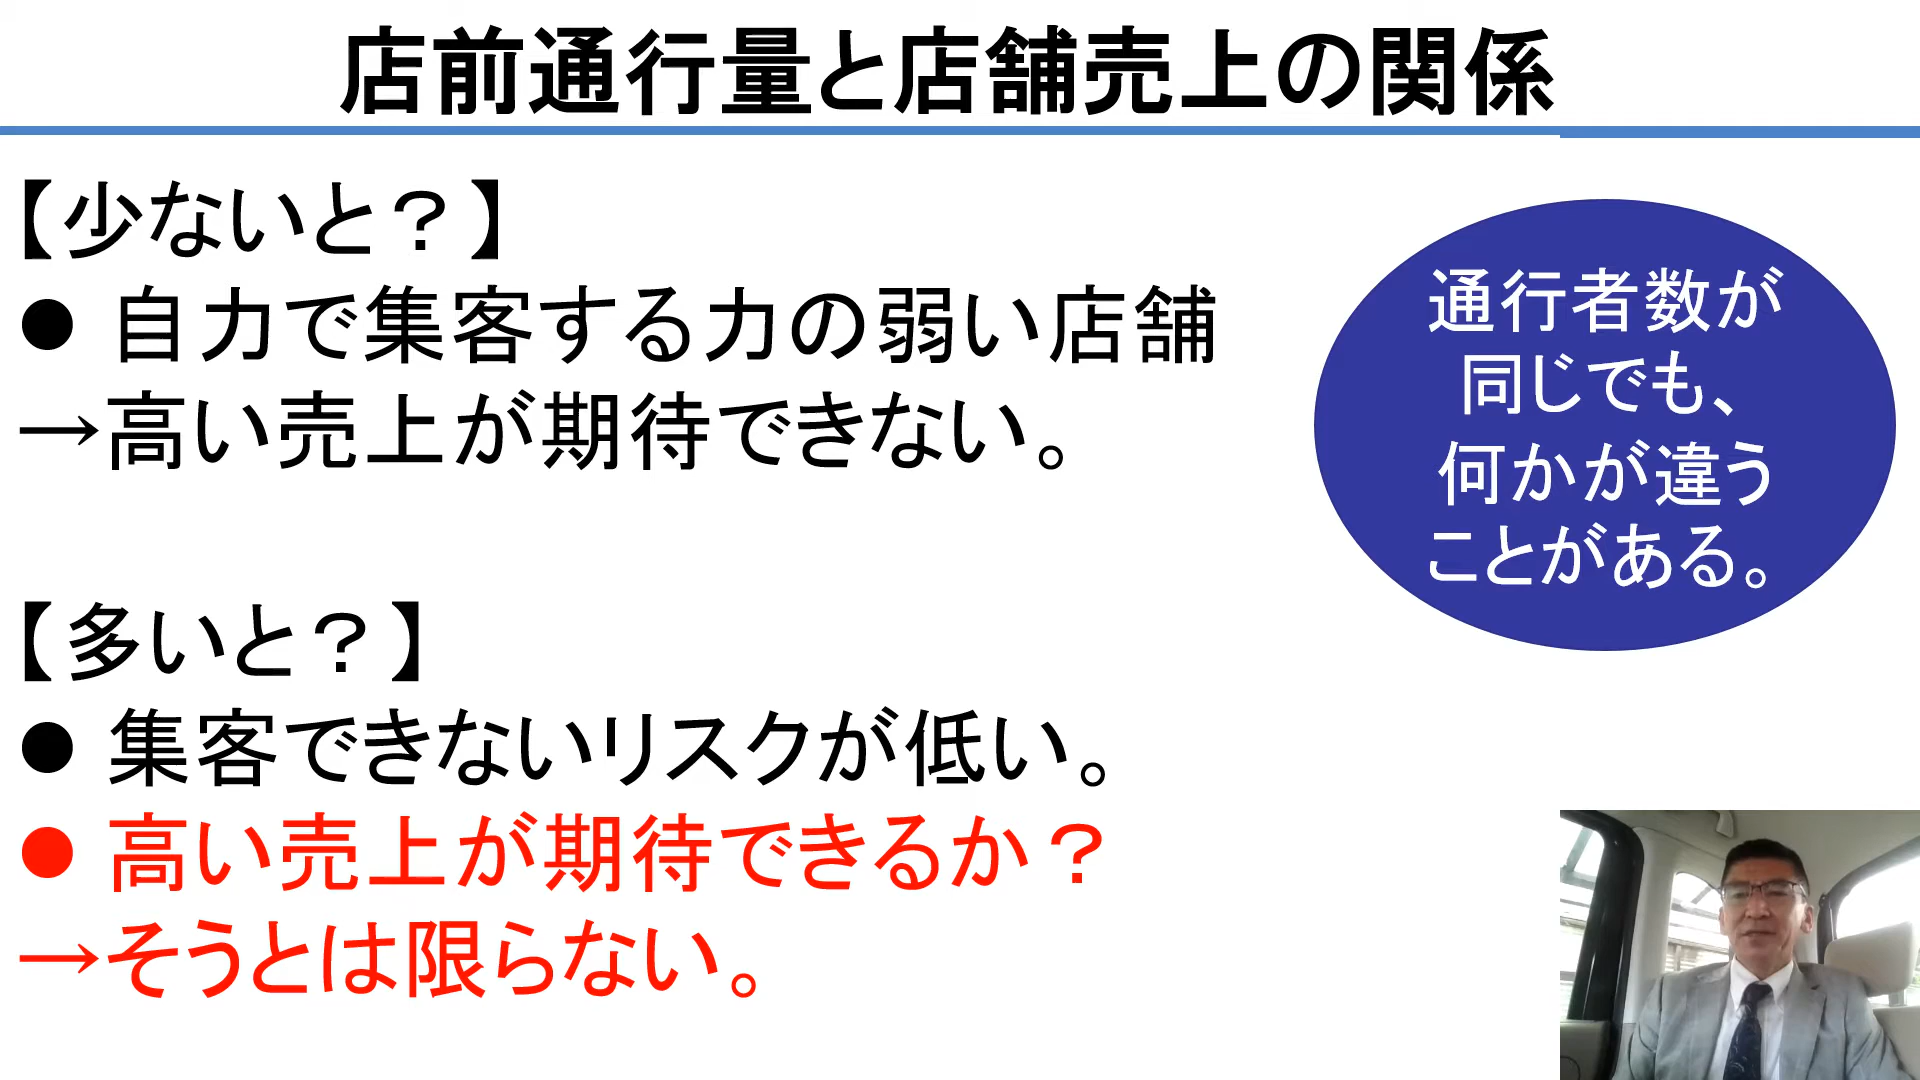 店前通行量と店舗売上の関係
【少ないと？】
● 自力で集客する力の弱い店舗
→高い売上が期待できない。
【多いと？】
● 集客できないリスクが低い。
● 高い売上が期待できるか？
→そうとは限らない。
通行者数が
同じでも、
何かが違う
ことがある。